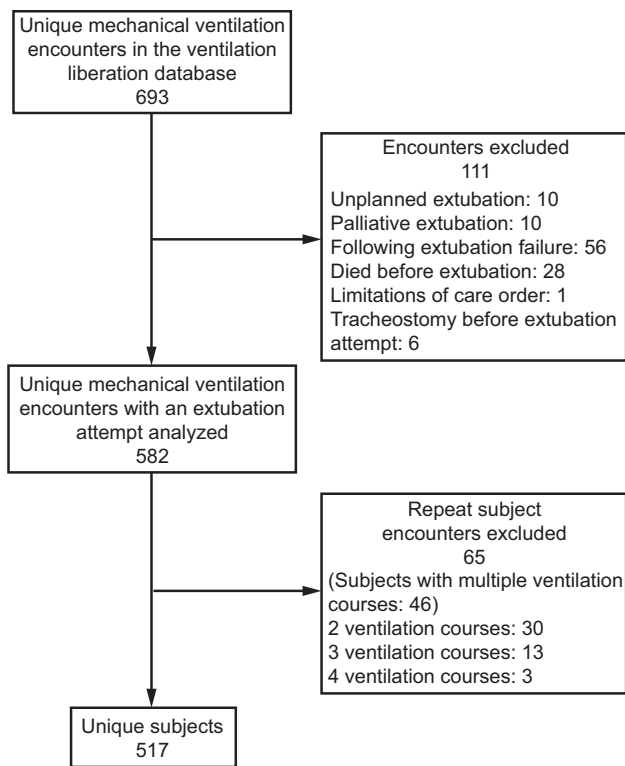 Unique mechanical ventilation
encounters in the ventilation
liberation database
693
Encounters excluded
111
Unplanned extubation: 10
Palliative extubation: 10
Following extubation failure: 56
Died before extubation: 28
Limitations of care order: 1
Tracheostomy before extubation
attempt: 6
Unique mechanical ventilation
encounters with an extubation
attempt analyzed
582
Repeat subject
encounters excluded
65
(Subjects with multiple ventilation
courses: 46)
2 ventilation courses: 30
3 ventilation courses: 13
4 ventilation courses: 3
Unique subjects
517